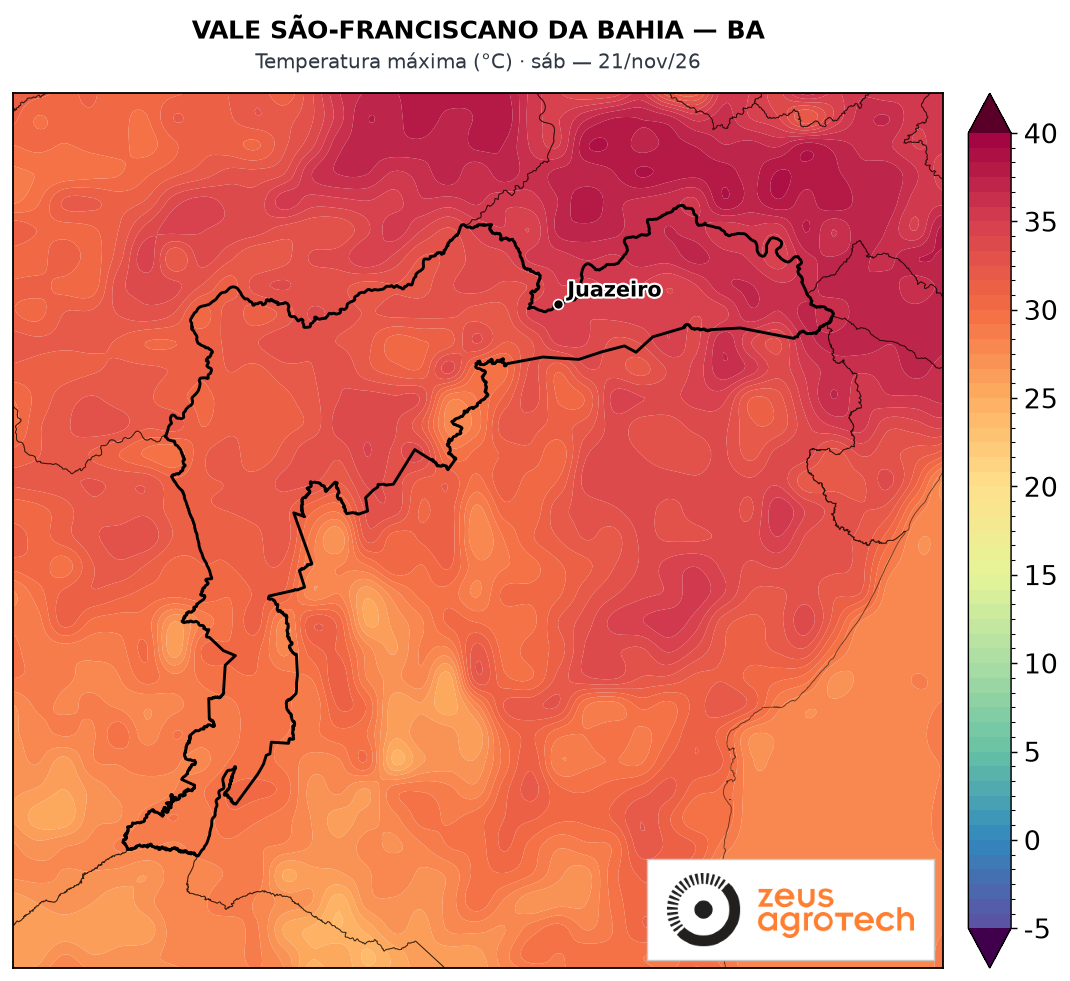 VALE SÃO-FRANCISCANO DA BAHIA — BA
Temperatura máxima (°C) · sáb — 21/nov/26
Juazeiro
40
35
30
25
20
15
10
5
0
-5
zeus
agrotech